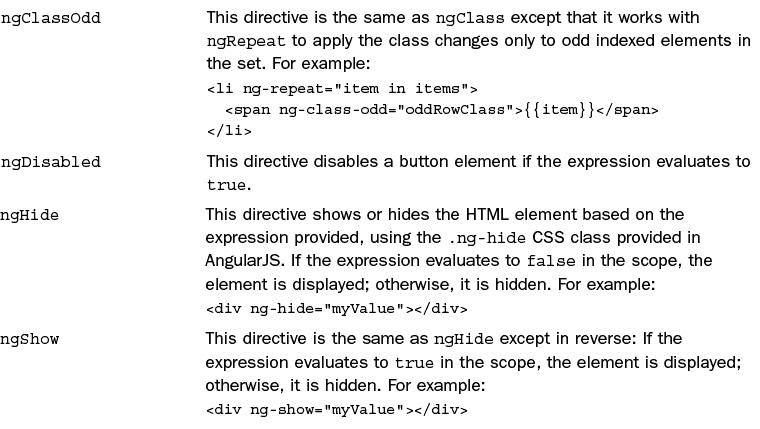 ngClassOdd This directive is the same as ngClass except that it works with
ngRepeat to apply the class changes only to odd indexed elements in
the set. For example:
<li ng-repeat="item in items">
  <span ng-class-odd="oddRowClass">{{item}}</span>
</li>
ngDisabled This directive disables a button element if the expression evaluates to
true.
ngHide This directive shows or hides the HTML element based on the
expression provided, using the .ng-hide CSS class provided in
AngularJS. If the expression evaluates to false in the scope, the
element is displayed; otherwise, it is hidden. For example:
<div ng-hide="myValue"></div>
ngShow This directive is the same as ngHide except in reverse: If the
expression evaluates to true in the scope, the element is displayed;
otherwise, it is hidden. For example:
<div ng-show="myValue"></div>